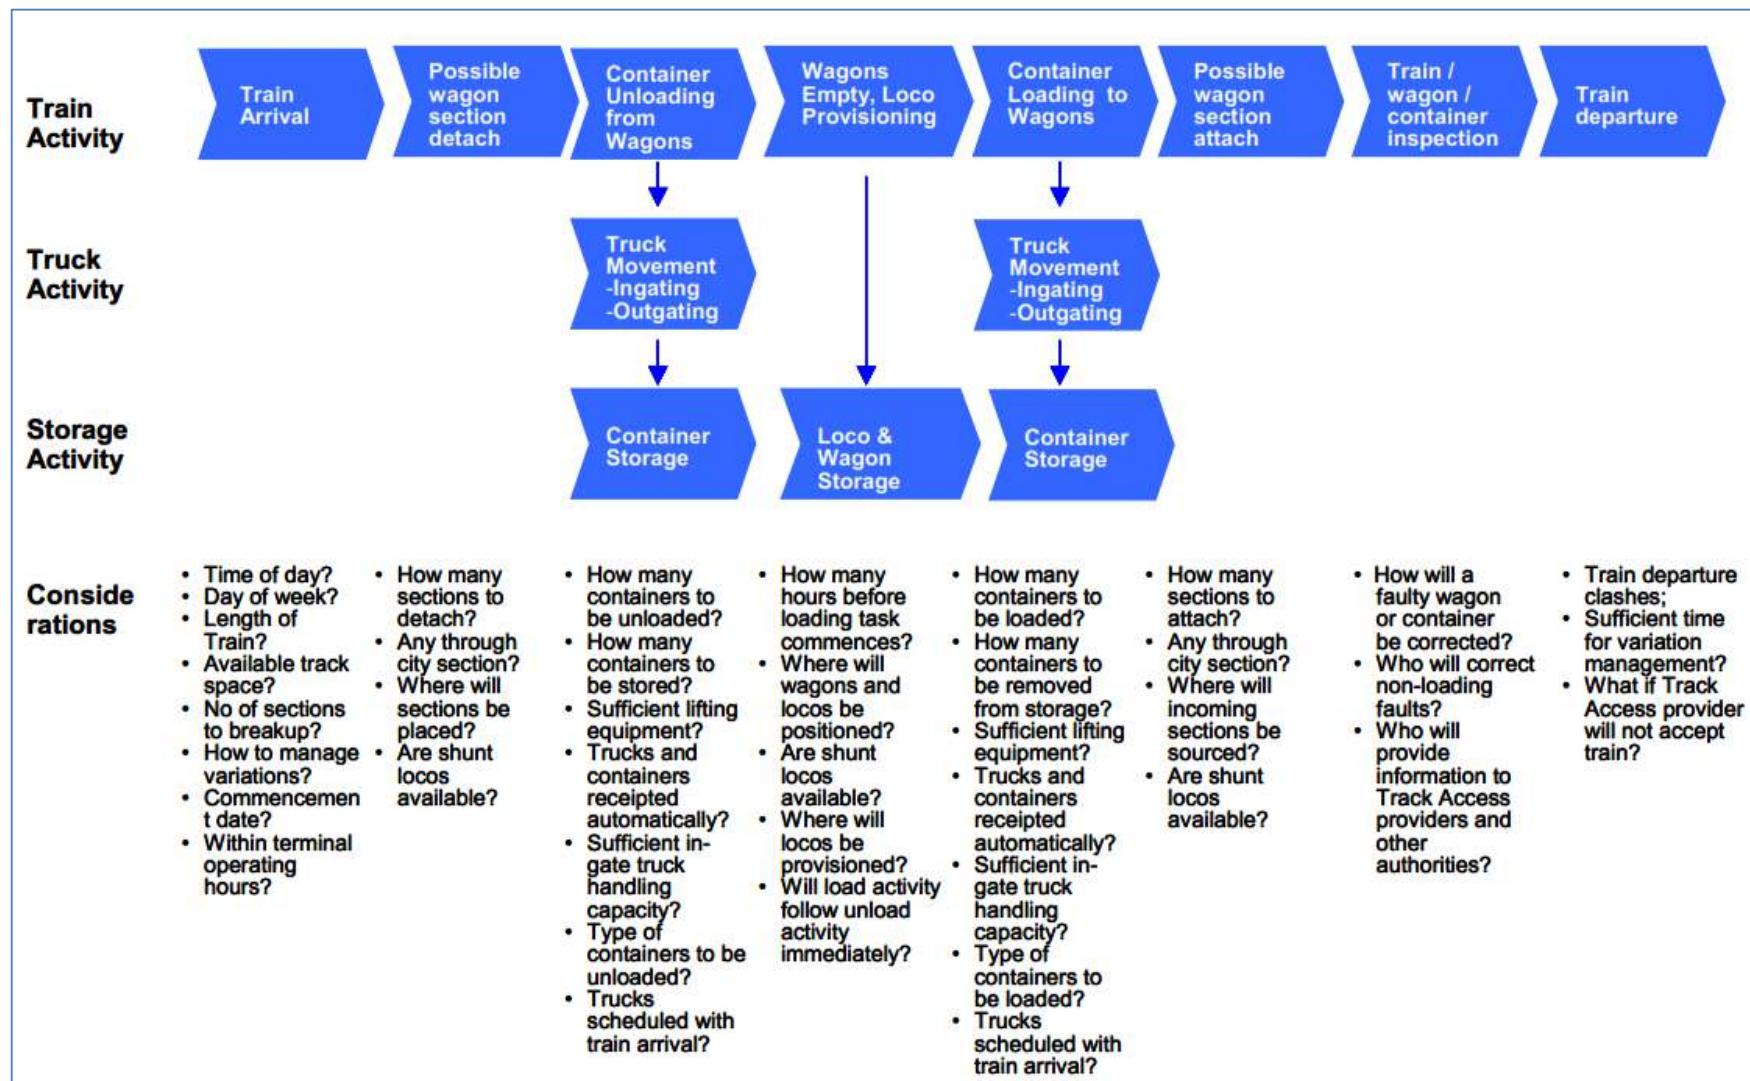 Train
Activity
Train
Arrival
Possible
wagon
section
detach
Container
Unloading
from
Wagons
Wagons
Empty, Loco
Provisioning
Container
Loading to
Wagons
Possible
wagon
section
attach
Train /
wagon /
container
inspection
Train
departure
Truck
Activity
Truck
Movement
-Ingating
-Outgating
Truck
Movement
-Ingating
-Outgating
Storage
Activity
Container
Storage
Loco &
Wagon
Storage
Container
Storage
Conside
rations
• Time of day?
• Day of week?
• Length of
Train?
• Available track
space?
• No of sections
to breakup?
• How to manage
variations?
• Commencemen
t date?
• Within terminal
operating
hours?
• How many
sections to
detach?
• Any through
city section?
• Where will
sections be
placed?
• Are shunt
locos
available?
• How many
containers to
be unloaded?
• How many
containers to
be stored?
• Sufficient lifting
equipment?
• Trucks and
containers
receipted
automatically?
• Sufficient in-
gate truck
handling
capacity?
• Type of
containers to be
unloaded?
• Trucks
scheduled with
train arrival?
• How many
hours before
loading task
commences?
• Where will
wagons and
locos be
positioned?
• Are shunt
locos
available?
• Where will
locos be
provisioned?
• Will load activity
follow unload
activity
immediately?
• How many
containers to
be loaded?
• How many
containers to
be removed
from storage?
• Sufficient lifting
equipment?
• Trucks and
containers
receipted
automatically?
• Sufficient in-
gate truck
handling
capacity?
• Type of
containers to
be loaded?
• Trucks
scheduled with
train arrival?
• How many
sections to
attach?
• Any through
city section?
• Where will
incoming
sections be
sourced?
• Are shunt
locos
available?
• How will a
faulty wagon
or container
be corrected?
• Who will correct
non-loading
faults?
• Who will
provide
information to
Track Access
providers and
other
authorities?
• Train departure
clashes;
• Sufficient time
for variation
management?
• What if Track
Access provider
will not accept
train?